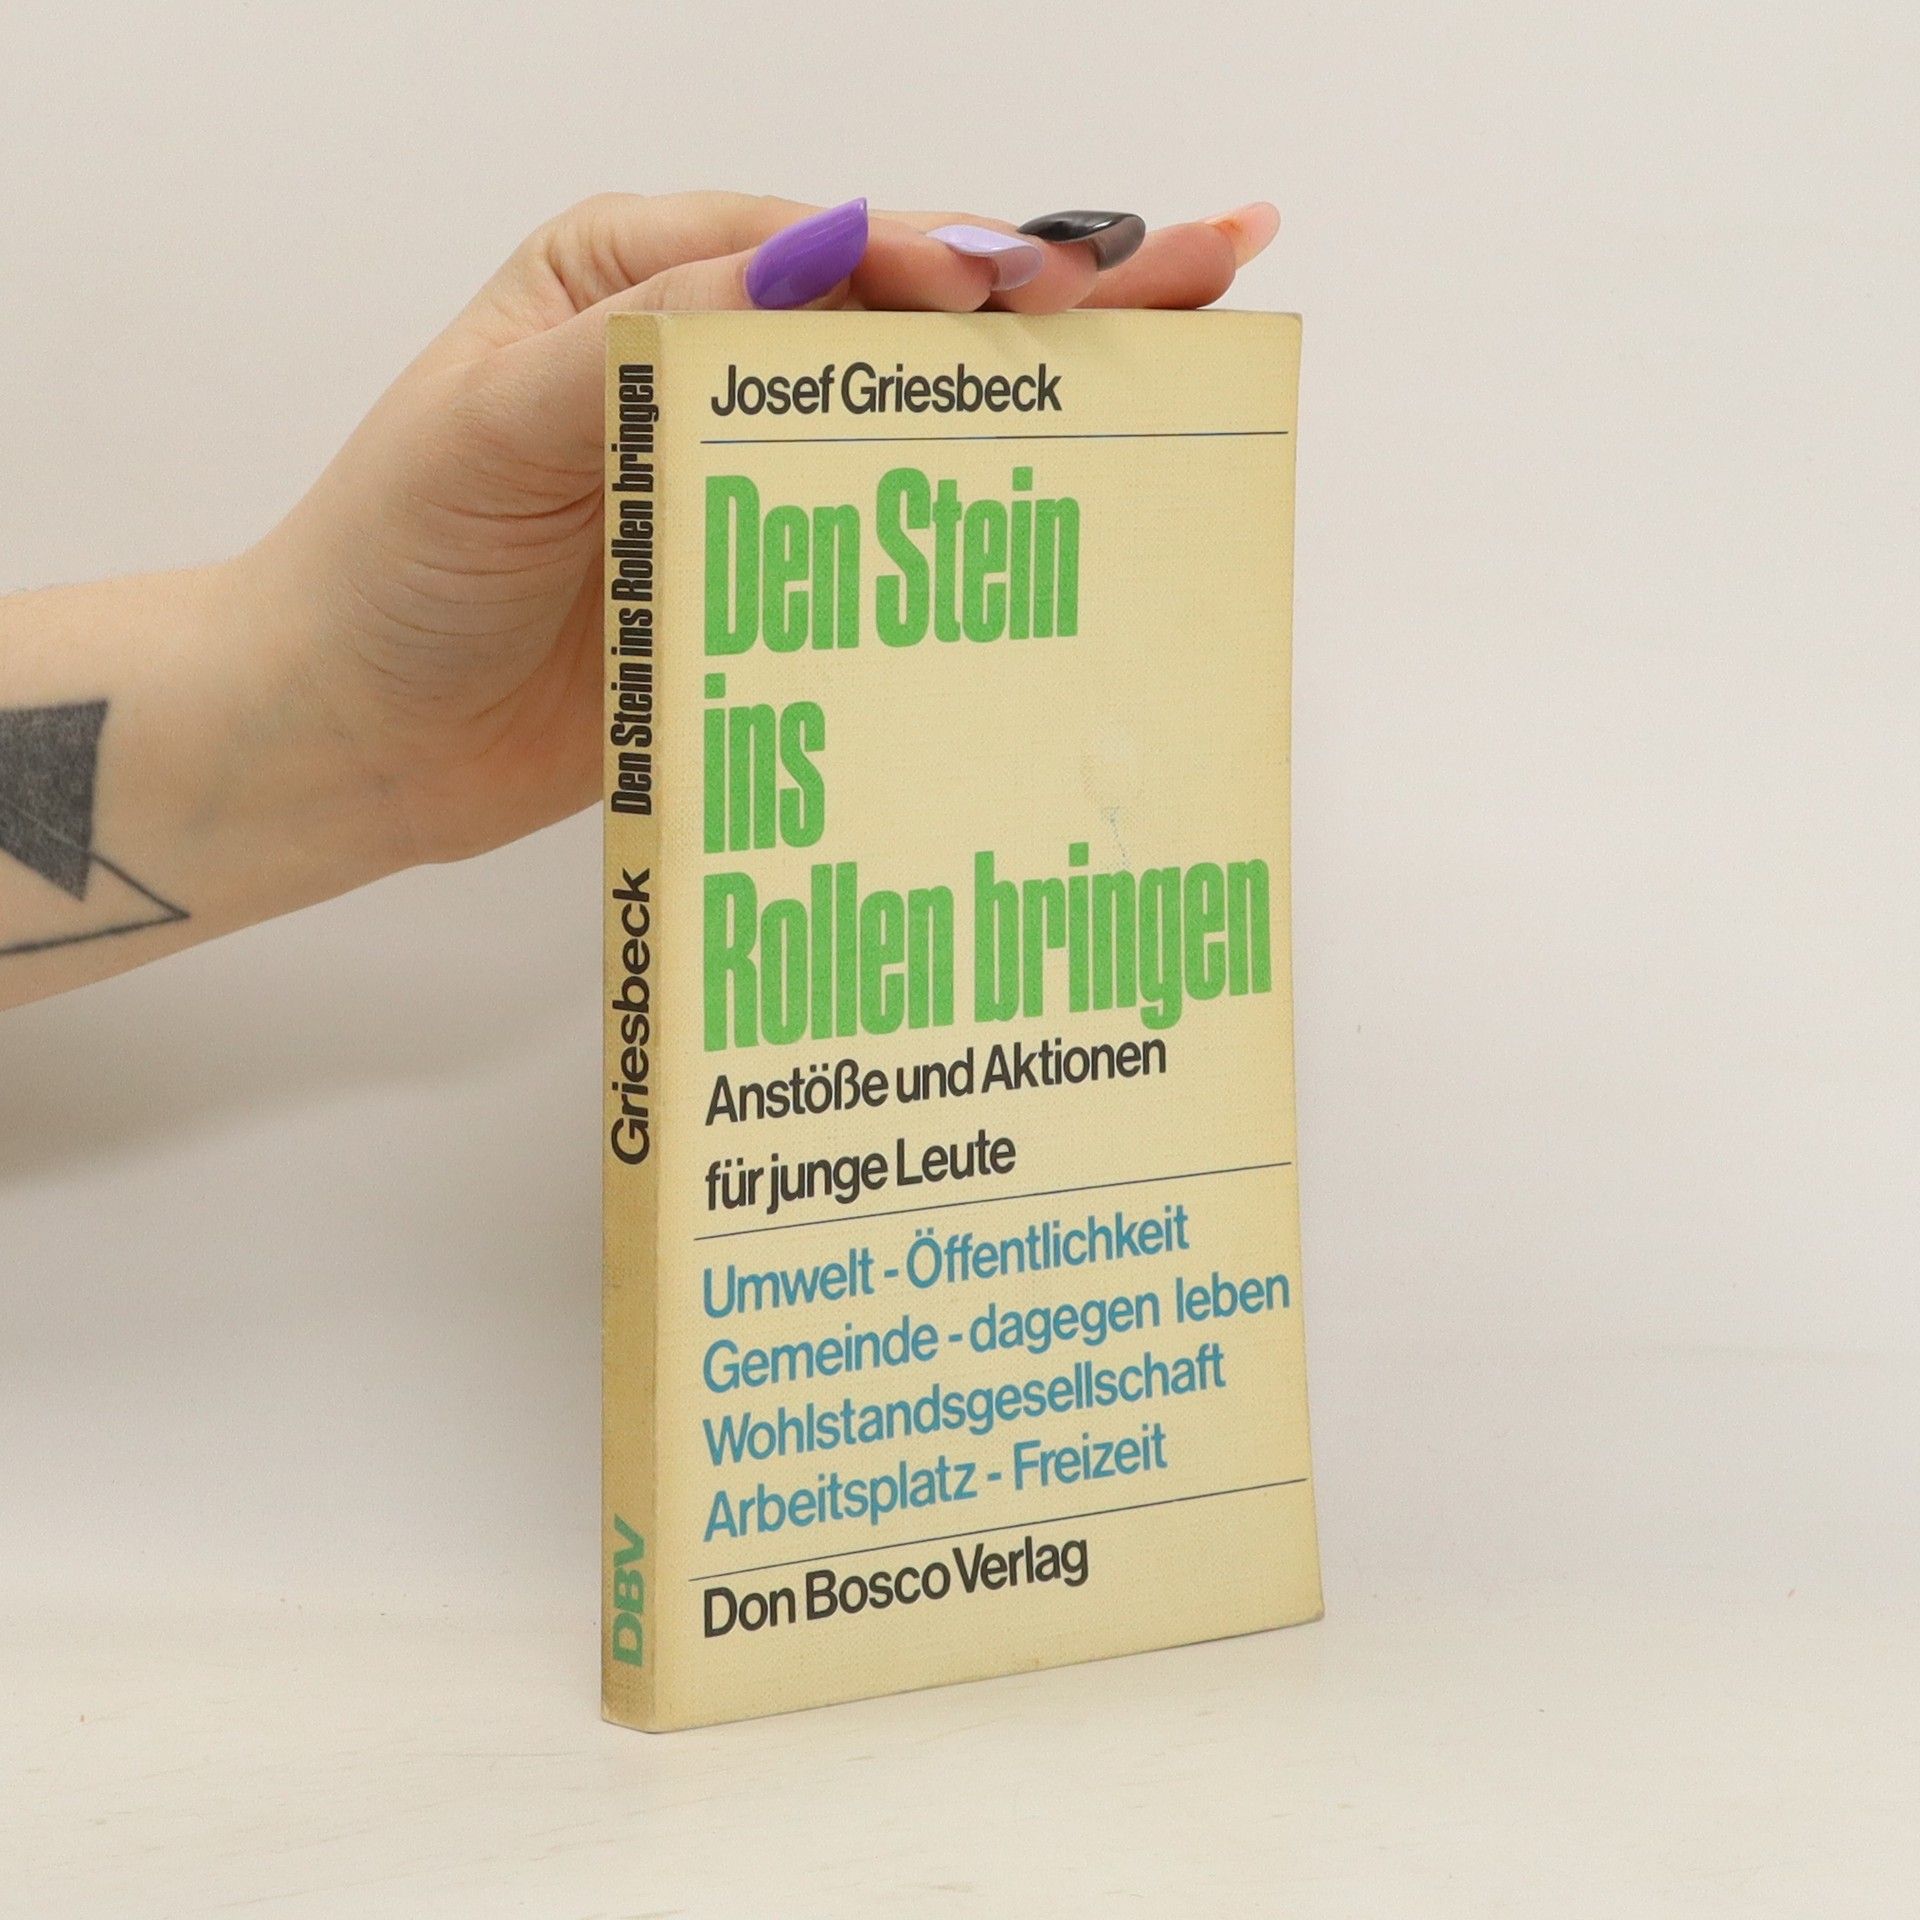 Josef Griesbeck
Den Stein
ins
Rollen bringen
Anstöße und Aktionen
für junge Leute
Umwelt - Öffentlichkeit
Gemeinde - dagegen leben
Wohlstandsgesellschaft
Arbeitsplatz - Freizeit
Don Bosco Verlag
Griesbeck Den Stein ins Rollen bringen
DBV